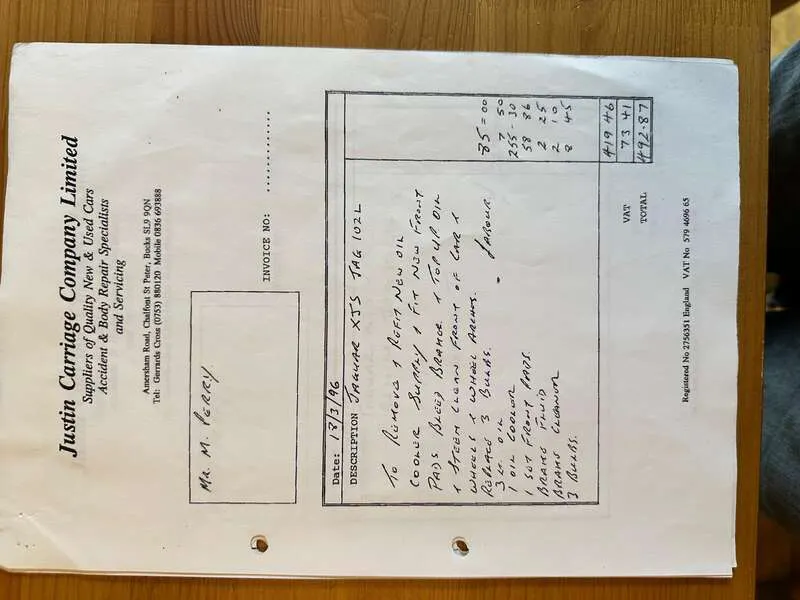 Justin Carriage Company Limited
Suppliers of Quality New & Used Cars
Accident & Body Repair Specialists
and Servicing
Amersham Road, Chalfont St Peter, Bucks SL9 9QN
Tel: Gerrards Cross (0753) 880120 Mobile 0836 693888
MR. M. PERRY.
INVOICE NO: ..............
Date: 13/3/96
DESCRIPTION JAGUAR XJS TAG 102L
TO REMOVE & REFIT NEW OIL
COOLER SUPPLY & FIT NEW FRONT
PADS BLEED BRAKES & TOP UP OIL
& STEEM CLEAN FRONT OF CAR &
WHEELS & WHEEL ARCHES.
REPLACE 3 BULBS. LABOUR. 85=00
3 LT OIL 7 50
1 OIL COOLOR 255-30
1 SET FRONT PADS. 58 86
BRAKE FLUID 2 25
BRAKE CLEANOR 2 10
3 BULBS. 8 45
419 46
VAT 73 41
TOTAL 492.87
Registered No 2756351 England VAT No 579 4696 65